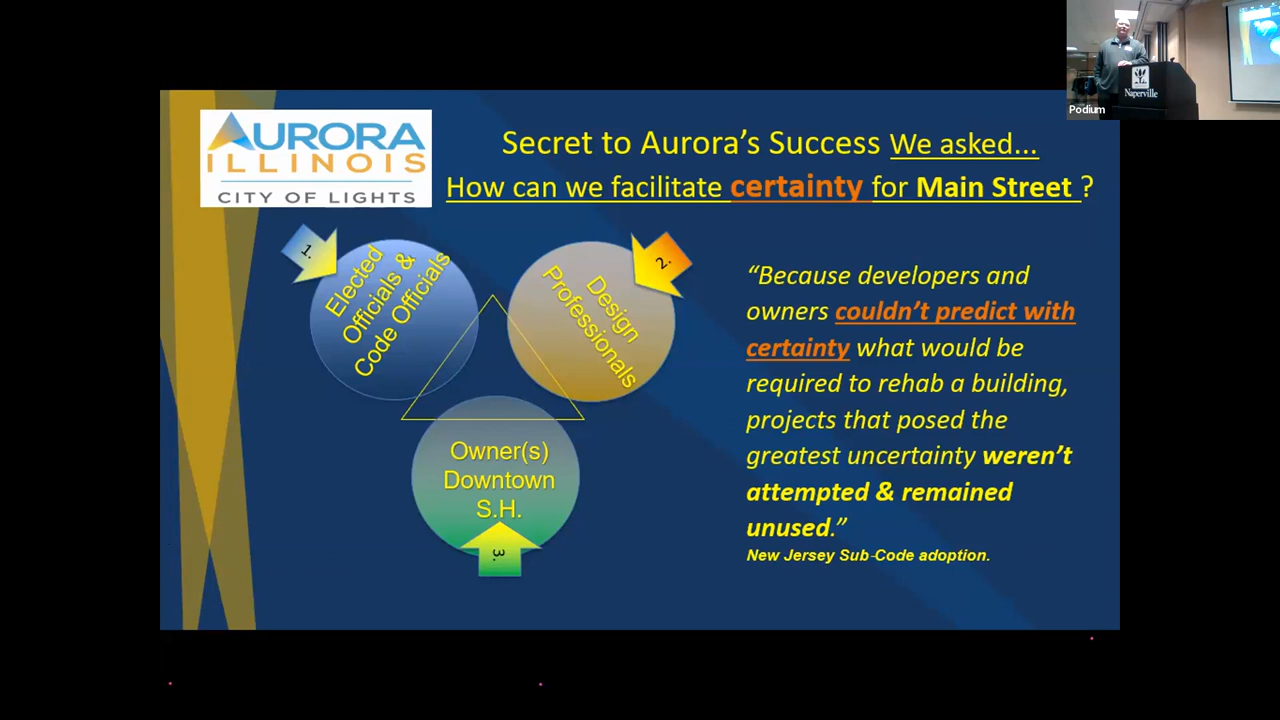 Naperville
Podium
AURORA
ILLINOIS
CITY OF LIGHTS
Secret to Aurora’s Success We asked...
How can we facilitate certainty for Main Street ?
1.
Elected
Officials &
Code Officials
2.
Design
Professionals
Owner(s)
Downtown
S.H.
3.
“Because developers and
owners couldn’t predict with
certainty what would be
required to rehab a building,
projects that posed the
greatest uncertainty weren’t
attempted & remained
unused.”
New Jersey Sub-Code adoption.